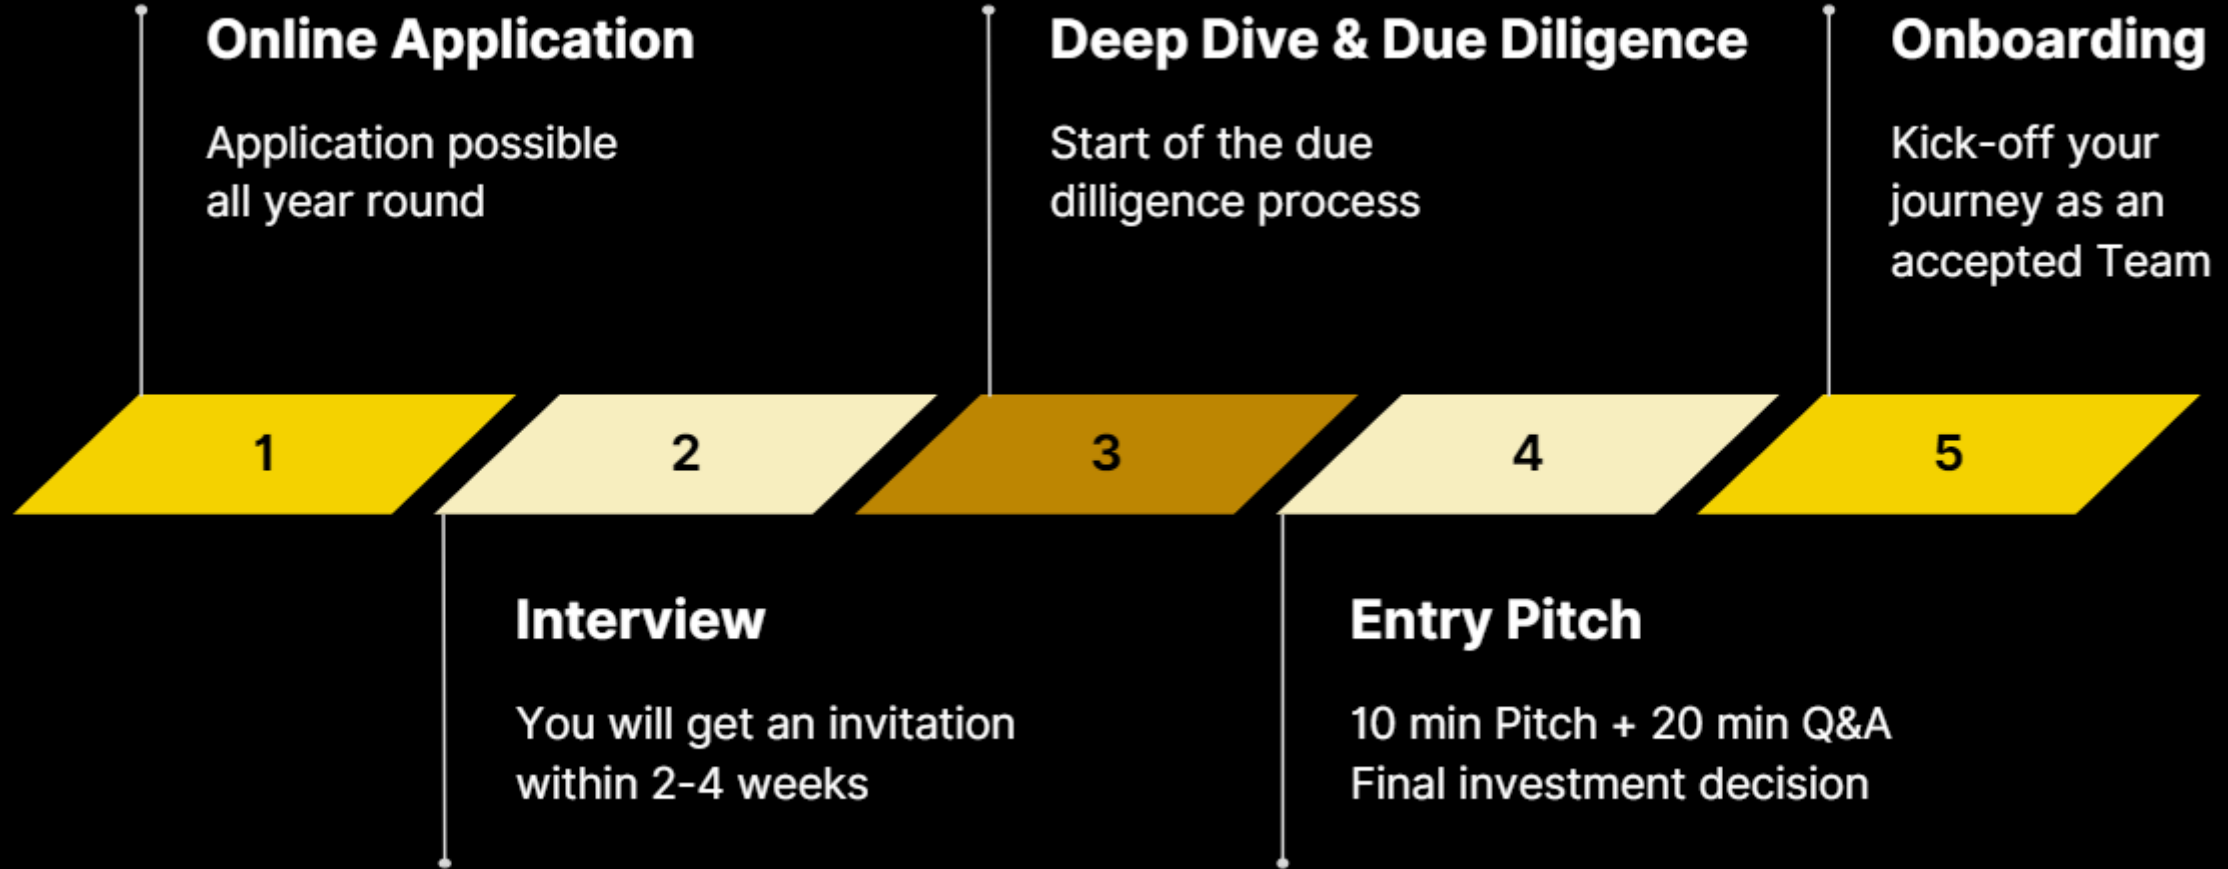 Online Application
Application possible
all year round
Deep Dive & Due Diligence
Start of the due
dilligence process
Onboarding
Kick-off your
journey as an
accepted Team
1
2
3
4
5
Interview
You will get an invitation
within 2-4 weeks
Entry Pitch
10 min Pitch + 20 min Q&A
Final investment decision